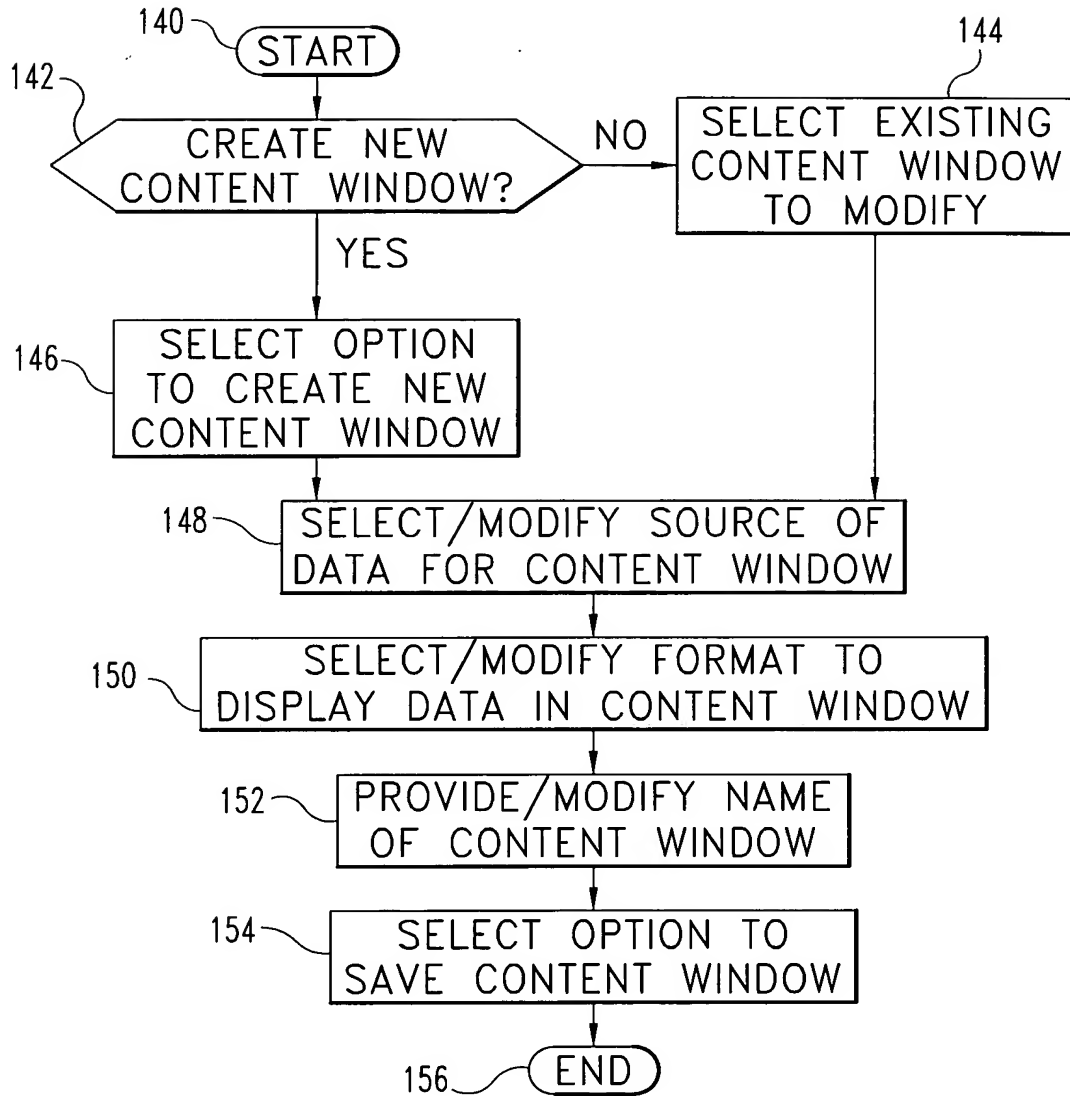 140
START
142
CREATE NEW
CONTENT WINDOW?
NO
144
SELECT EXISTING
CONTENT WINDOW
TO MODIFY
YES
146
SELECT OPTION
TO CREATE NEW
CONTENT WINDOW
148
SELECT/MODIFY SOURCE OF
DATA FOR CONTENT WINDOW
150
SELECT/MODIFY FORMAT TO
DISPLAY DATA IN CONTENT WINDOW
152
PROVIDE/MODIFY NAME
OF CONTENT WINDOW
154
SELECT OPTION TO
SAVE CONTENT WINDOW
156
END